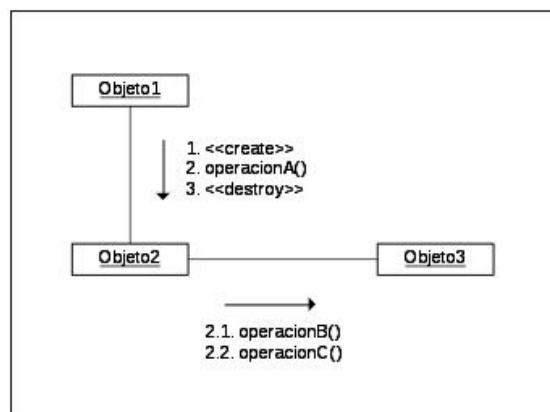 Objeto1
1. <<create>>
2. operacionA()
3. <<destroy>>
Objeto2
Objeto3
2.1. operacionB()
2.2. operacionC()